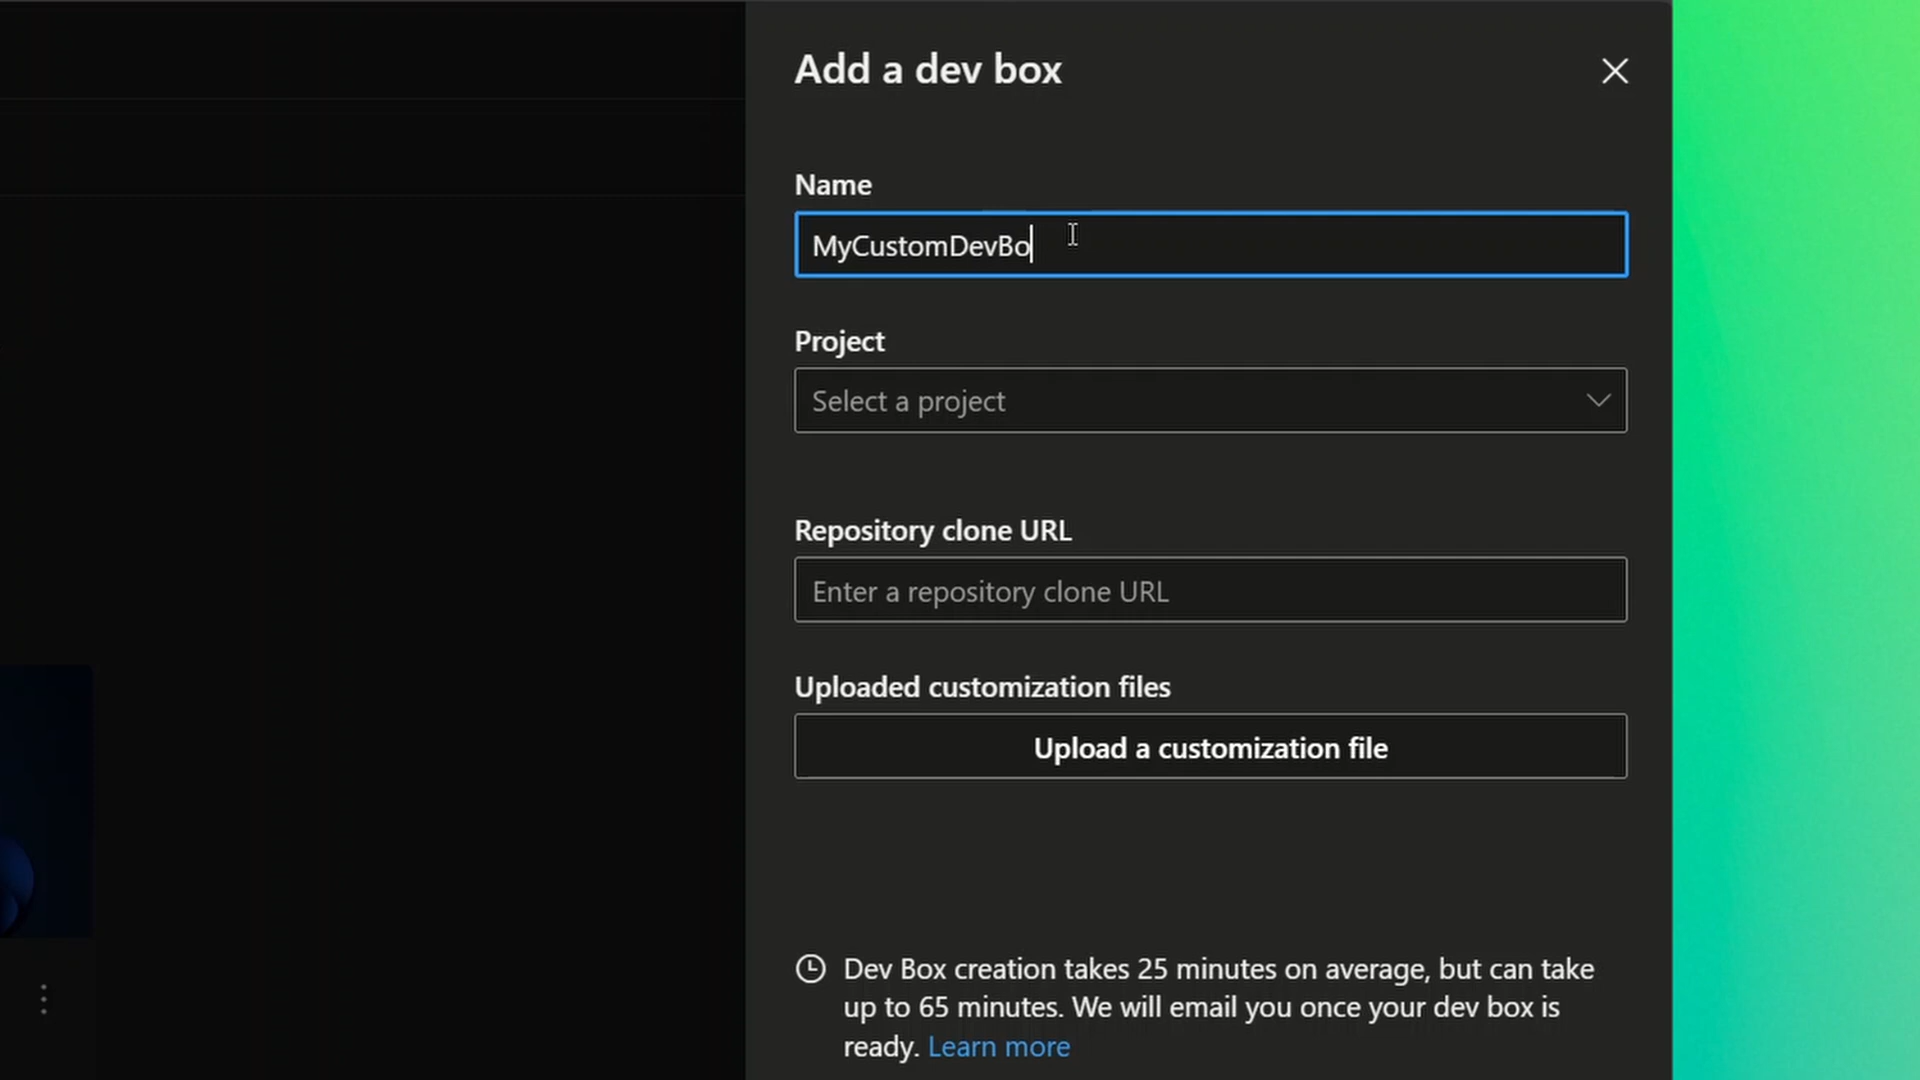 Add a dev box
Name
MyCustomDevBo
Project
Select a project
Repository clone URL
Enter a repository clone URL
Uploaded customization files
Upload a customization file
Dev Box creation takes 25 minutes on average, but can take
up to 65 minutes. We will email you once your dev box is
ready. Learn more